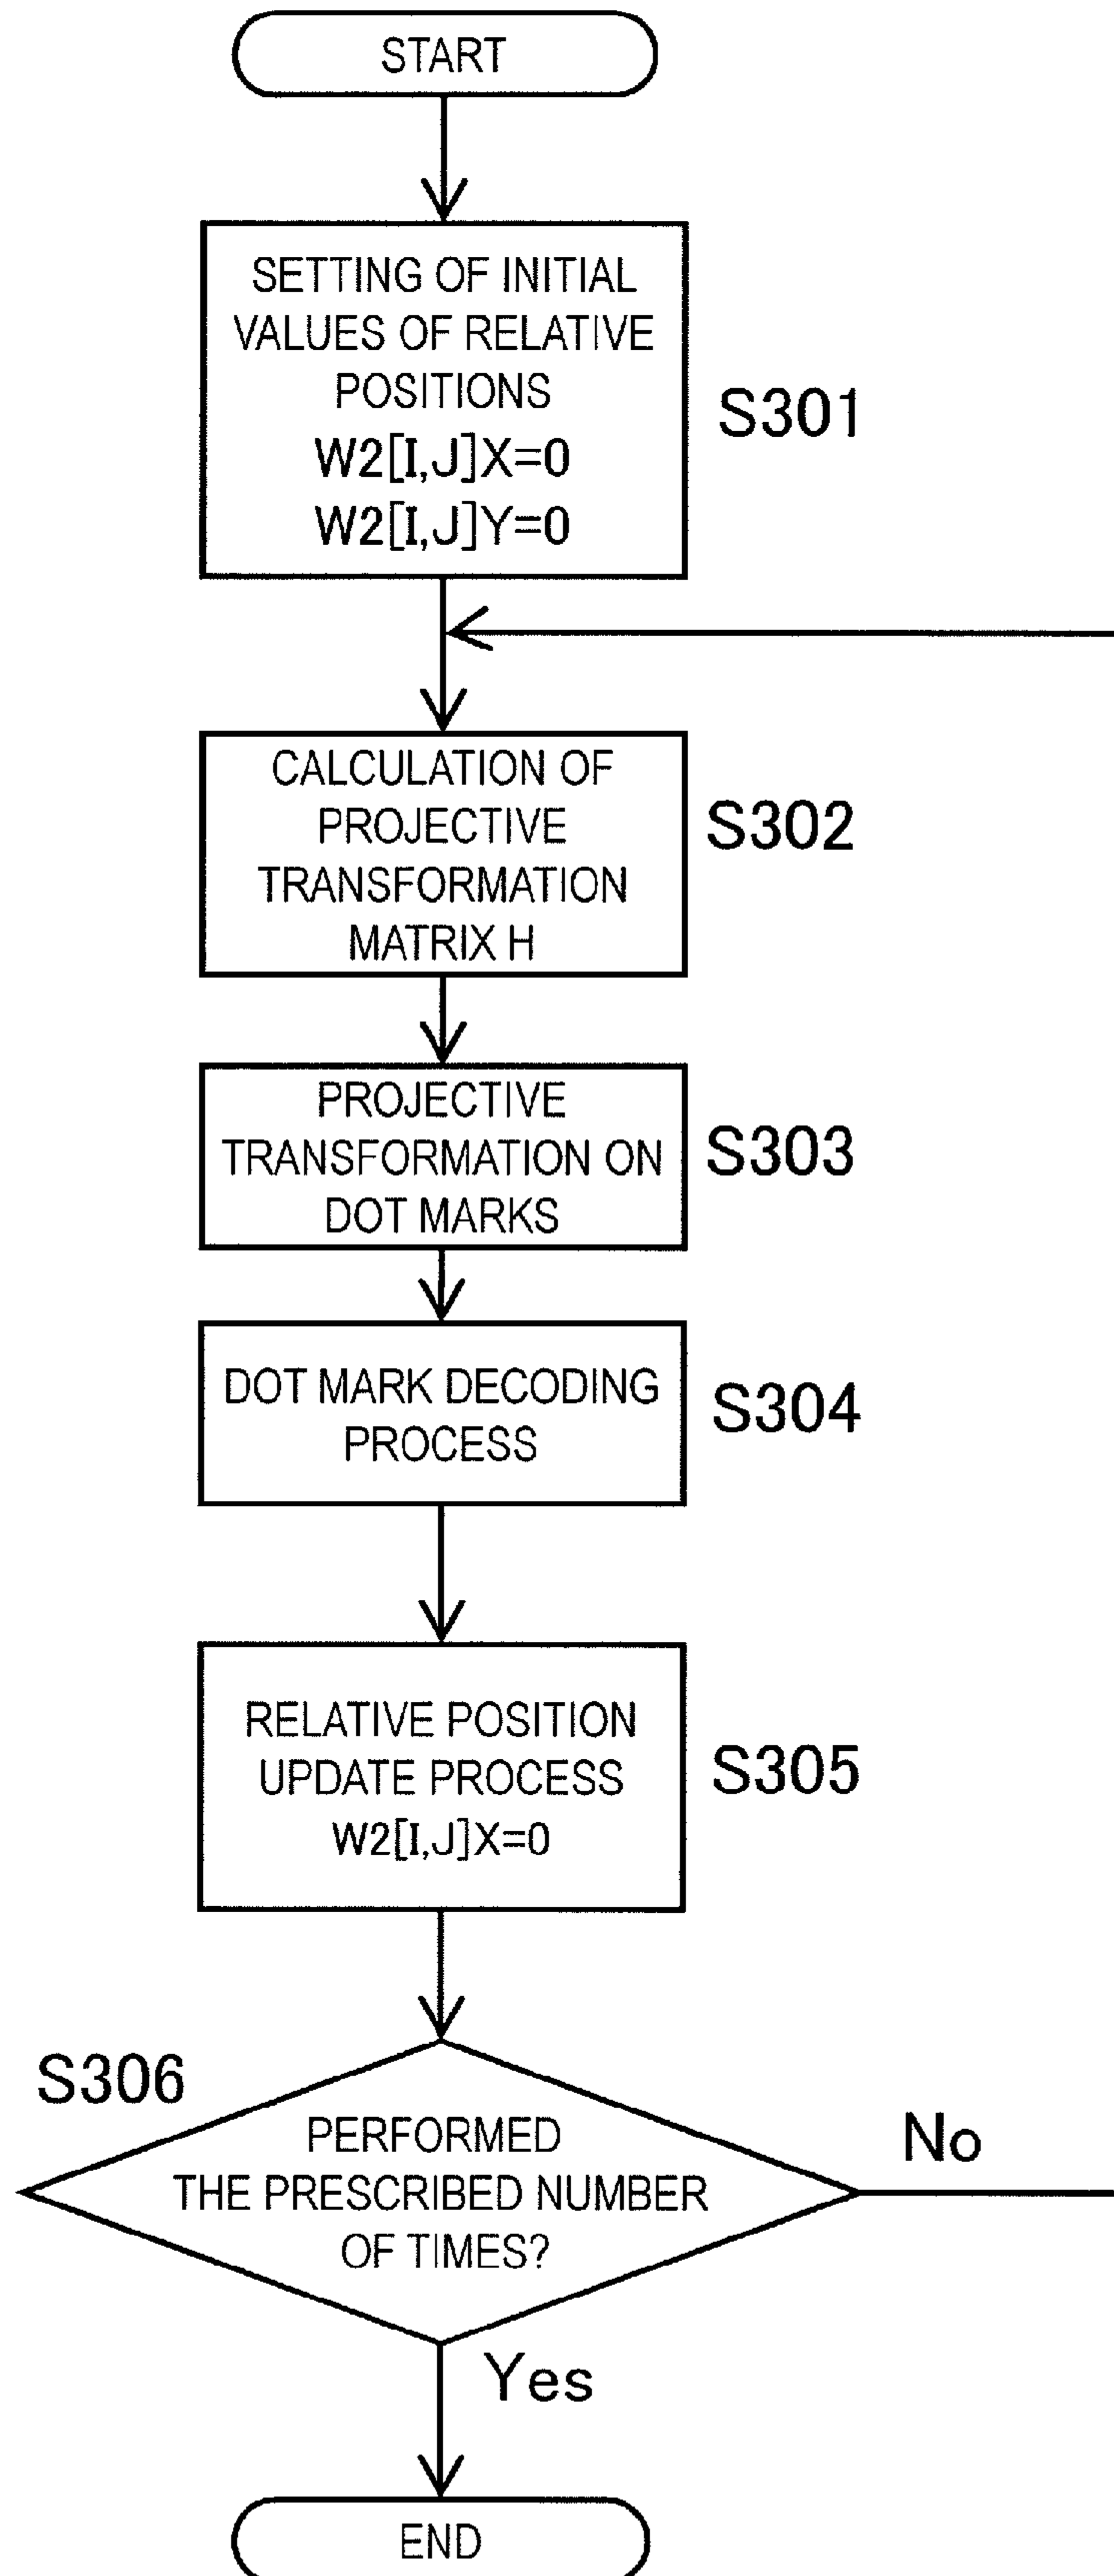 START
SETTING OF INITIAL
VALUES OF RELATIVE
POSITIONS
W2[I,J]X=0
W2[I,J]Y=0
S301
CALCULATION OF
PROJECTIVE
TRANSFORMATION
MATRIX H
S302
PROJECTIVE
TRANSFORMATION ON
DOT MARKS
S303
DOT MARK DECODING
PROCESS
S304
RELATIVE POSITION
UPDATE PROCESS
W2[I,J]X=0
S305
S306
PERFORMED
THE PRESCRIBED NUMBER
OF TIMES?
No
Yes
END